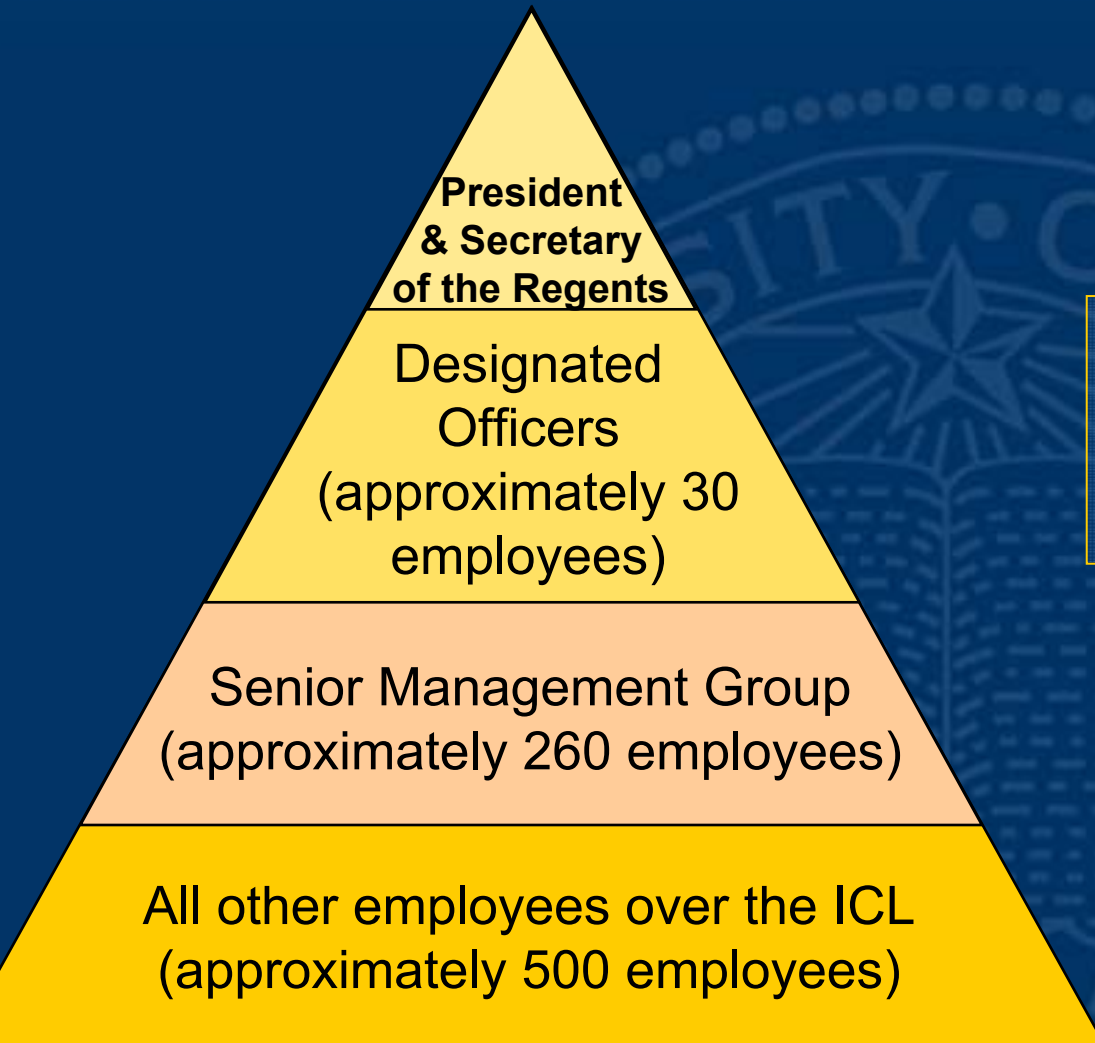 President
& Secretary
of the Regents
Designated
Officers
(approximately 30
employees)
Senior Management Group
(approximately 260 employees)
All other employees over the ICL
(approximately 500 employees)
SITY • C